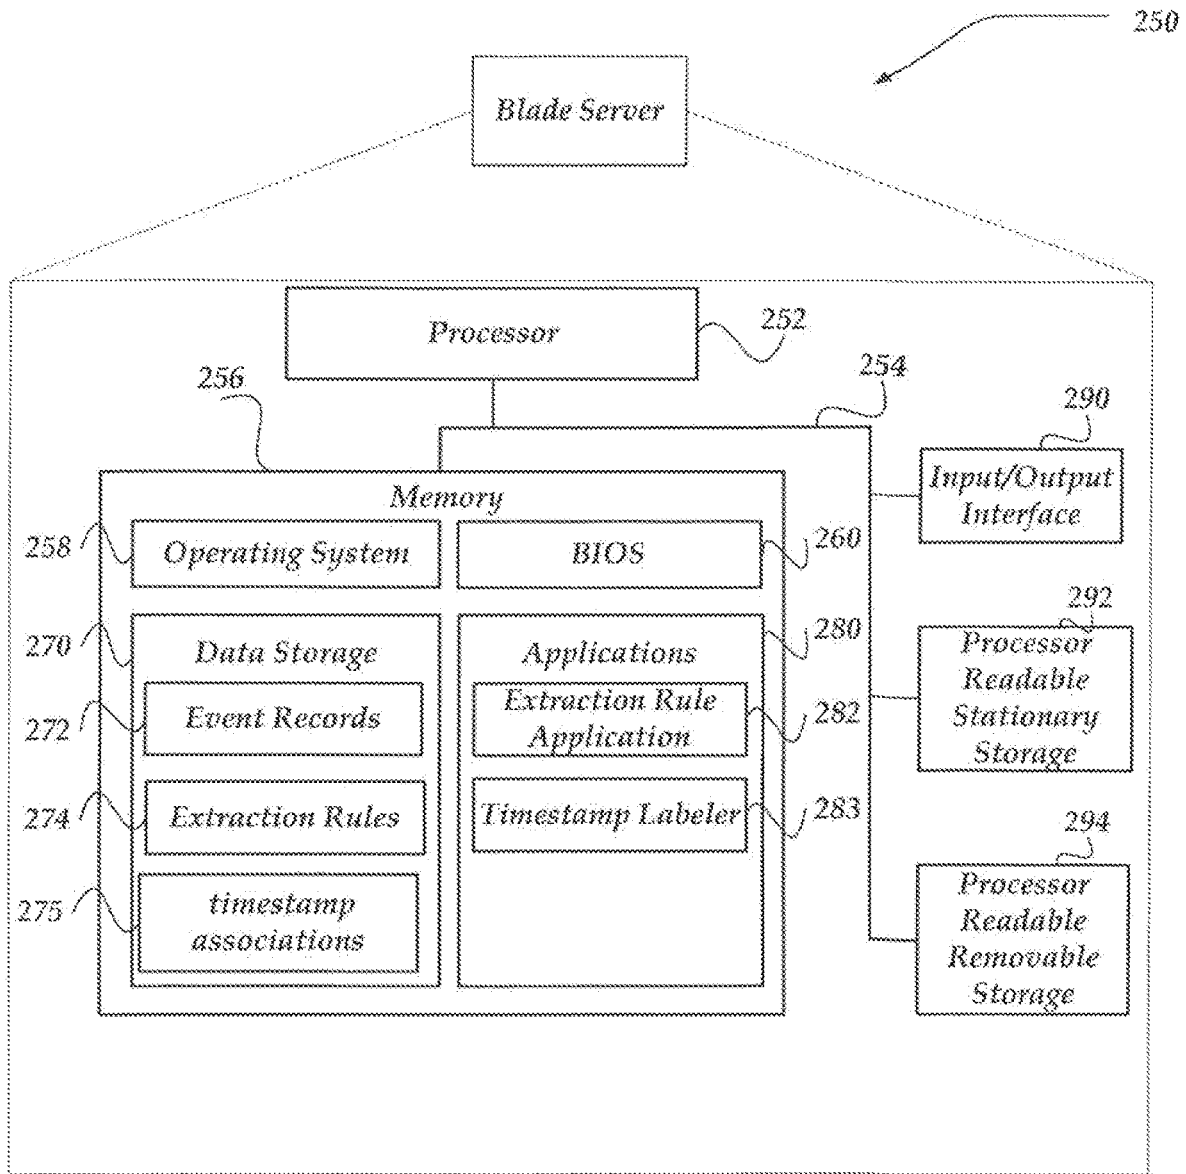 250
Blade Server
Processor
252
256
254
290
Input/Output
Interface
Memory
258
Operating System
BIOS
260
292
Processor
Readable
Stationary
Storage
270
Data Storage
Applications
280
272
Event Records
Extraction Rule
Application
282
274
Extraction Rules
Timestamp Labeler
283
294
Processor
Readable
Removable
Storage
275
timestamp
associations